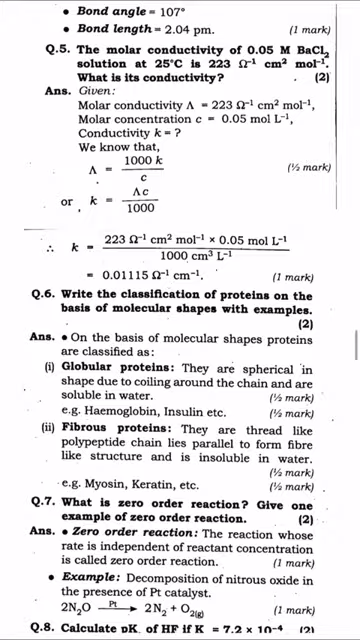 • Bond angle = 107°
• Bond length = 2.04 pm. (1 mark)
Q.5. The molar conductivity of 0.05 M BaCl₂
solution at 25°C is 223 Ω⁻¹ cm² mol⁻¹.
What is its conductivity? (2)
Ans. Given:
Molar conductivity Λ = 223 Ω⁻¹ cm² mol⁻¹,
Molar concentration c = 0.05 mol L⁻¹,
Conductivity k = ?
We know that,
Λ = 1000 k / c (½ mark)
or k = Λc / 1000
∴ k = 223 Ω⁻¹ cm² mol⁻¹ × 0.05 mol L⁻¹ / 1000 cm³ L⁻¹
= 0.01115 Ω⁻¹ cm⁻¹. (1 mark)
Q.6. Write the classification of proteins on the
basis of molecular shapes with examples.
(2)
Ans. • On the basis of molecular shapes proteins
are classified as:
(i) Globular proteins: They are spherical in
shape due to coiling around the chain and are
soluble in water. (½ mark)
e.g. Haemoglobin, Insulin etc. (½ mark)
(ii) Fibrous proteins: They are thread like
polypeptide chain lies parallel to form fibre
like structure and is insoluble in water.
(½ mark)
e.g. Myosin, Keratin, etc. (½ mark)
Q.7. What is zero order reaction? Give one
example of zero order reaction. (2)
Ans. • Zero order reaction: The reaction whose
rate is independent of reactant concentration
is called zero order reaction. (1 mark)
• Example: Decomposition of nitrous oxide in
the presence of Pt catalyst.
2N₂O —Pt→ 2N₂ + O₂(g) (1 mark)
Q.8. Calculate pK. of HF if K = 7.2 × 10⁻⁴ (2)